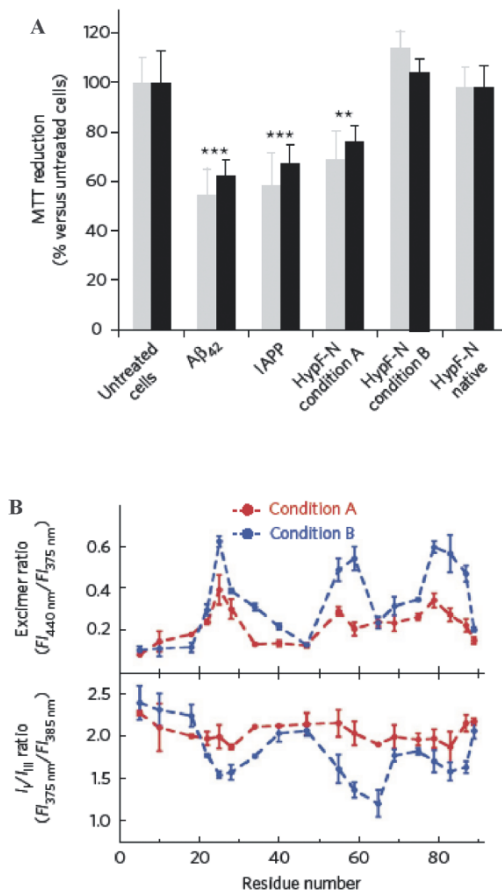 A
MTT reduction
(% versus untreated cells)
120
100
80
60
40
20
0
***
***
**
Untreated
cells
Aβ42
IAPP
HypF-N
condition A
HypF-N
condition B
HypF-N
native
B
Condition A
Condition B
Excimer ratio
(FI440 nm/FI375 nm)
0.6
0.4
0.2
II/IIII ratio
(FI375 nm/FI385 nm)
2.5
2.0
1.5
1.0
0
20
40
60
80
Residue number